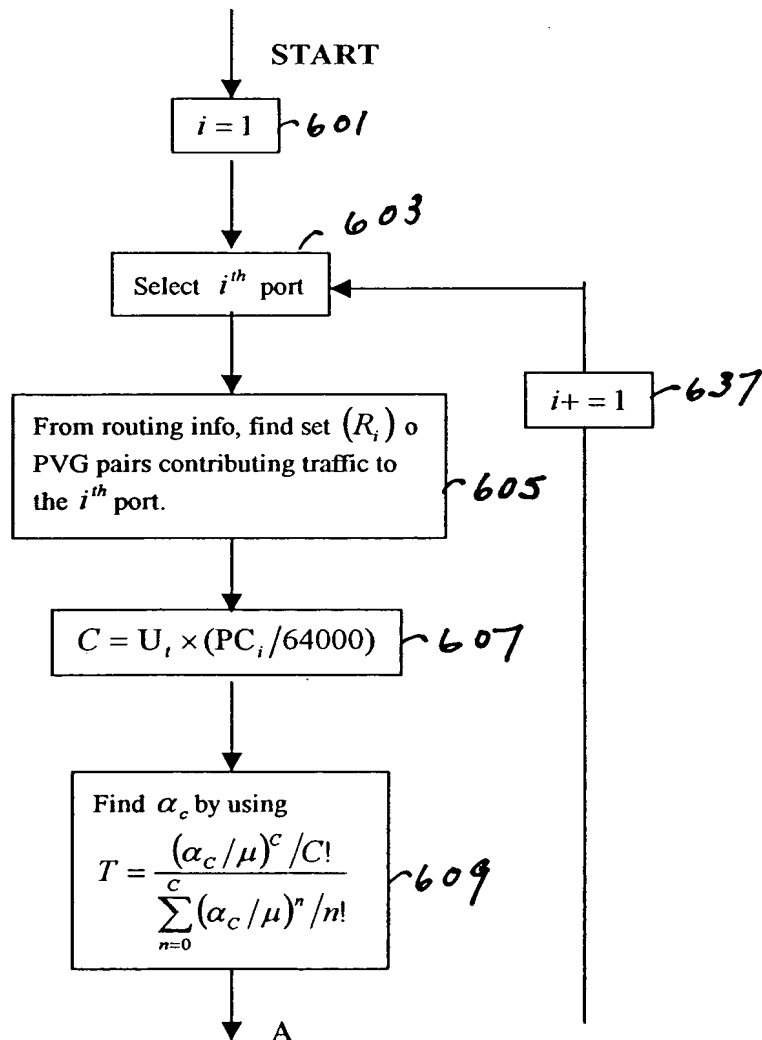 START
i = 1
601
603
Select i^th port
From routing info, find set (R_i) o
PVG pairs contributing traffic to
the i^th port.
605
i+ = 1
637
C = U_t × (PC_i/64000)
607
Find α_c by using
T = (α_C/μ)^C/C! / ∑_{n=0}^{C} (α_C/μ)^n/n!
609
A